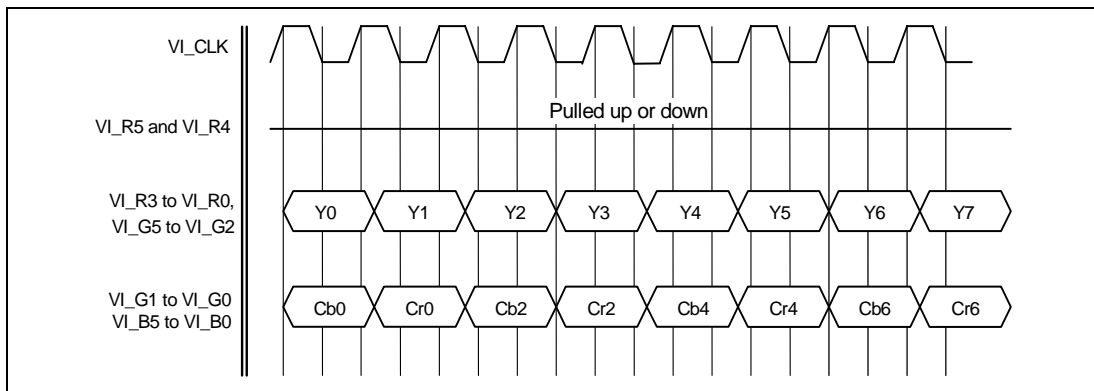 VI_CLK
Pulled up or down
VI_R5 and VI_R4
VI_R3 to VI_R0,
VI_G5 to VI_G2
Y0 Y1 Y2 Y3 Y4 Y5 Y6 Y7
VI_G1 to VI_G0
VI_B5 to VI_B0
Cb0 Cr0 Cb2 Cr2 Cb4 Cr4 Cb6 Cr6